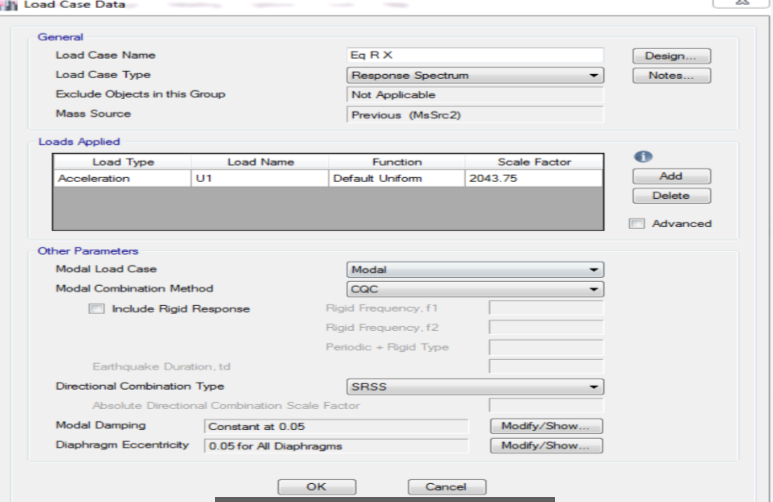 Load Case Data
General
Load Case Name Eq R X Design...
Load Case Type Response Spectrum Notes...
Exclude Objects in this Group Not Applicable
Mass Source Previous (MsSrc2)
Loads Applied
Load Type Load Name Function Scale Factor
Acceleration U1 Default Uniform 2043.75
Add
Delete
Advanced
Other Parameters
Modal Load Case Modal
Modal Combination Method CQC
Include Rigid Response Rigid Frequency, f1
Rigid Frequency, f2
Periodic + Rigid Type
Earthquake Duration, td
Directional Combination Type SRSS
Absolute Directional Combination Scale Factor
Modal Damping Constant at 0.05 Modify/Show...
Diaphragm Eccentricity 0.05 for All Diaphragms Modify/Show...
OK Cancel